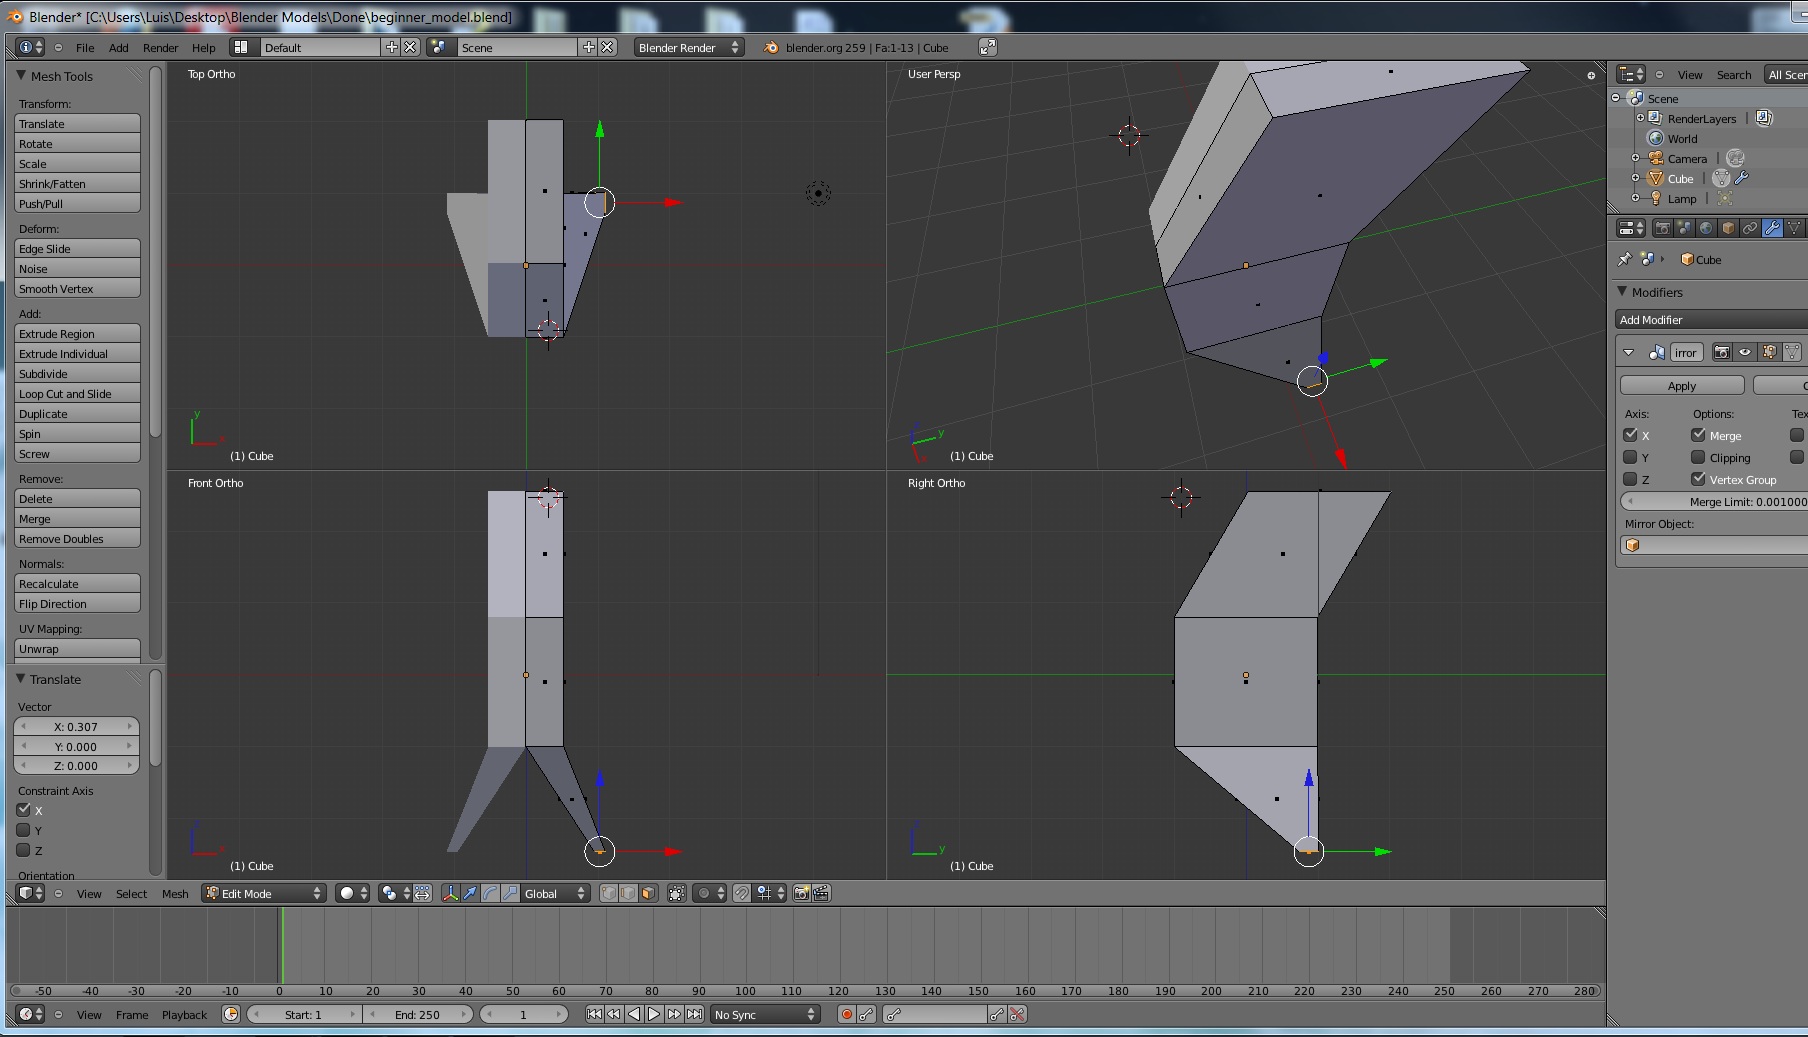 Blender* [C:\Users\Luis\Desktop\Blender Models\Done\beginner_model.blend]
File Add Render Help Default Scene Blender Render blender.org 259 | Fa:1-13 | Cube
Mesh Tools
Transform:
Translate
Rotate
Scale
Shrink/Fatten
Push/Pull
Deform:
Edge Slide
Noise
Smooth Vertex
Add:
Extrude Region
Extrude Individual
Subdivide
Loop Cut and Slide
Duplicate
Spin
Screw
Remove:
Delete
Merge
Remove Doubles
Normals:
Recalculate
Flip Direction
UV Mapping:
Unwrap
Translate
Vector
X: 0.307
Y: 0.000
Z: 0.000
Constraint Axis
X
Y
Z
Orientation
Top Ortho
y
x
(1) Cube
User Persp
y
(1) Cube
Front Ortho
(1) Cube
Right Ortho
y
(1) Cube
View Search All Scen
Scene
RenderLayers
World
Camera
Cube
Lamp
Cube
Modifiers
Add Modifier
irror
Apply C
Axis: Options: Tex
X Merge
Y Clipping
Z Vertex Group
Merge Limit: 0.001000
Mirror Object:
View Select Mesh Edit Mode Global
-50 -40 -30 -20 -10 0 10 20 30 40 50 60 70 80 90 100 110 120 130 140 150 160 170 180 190 200 210 220 230 240 250 260 270 280
View Frame Playback Start: 1 End: 250 1 No Sync